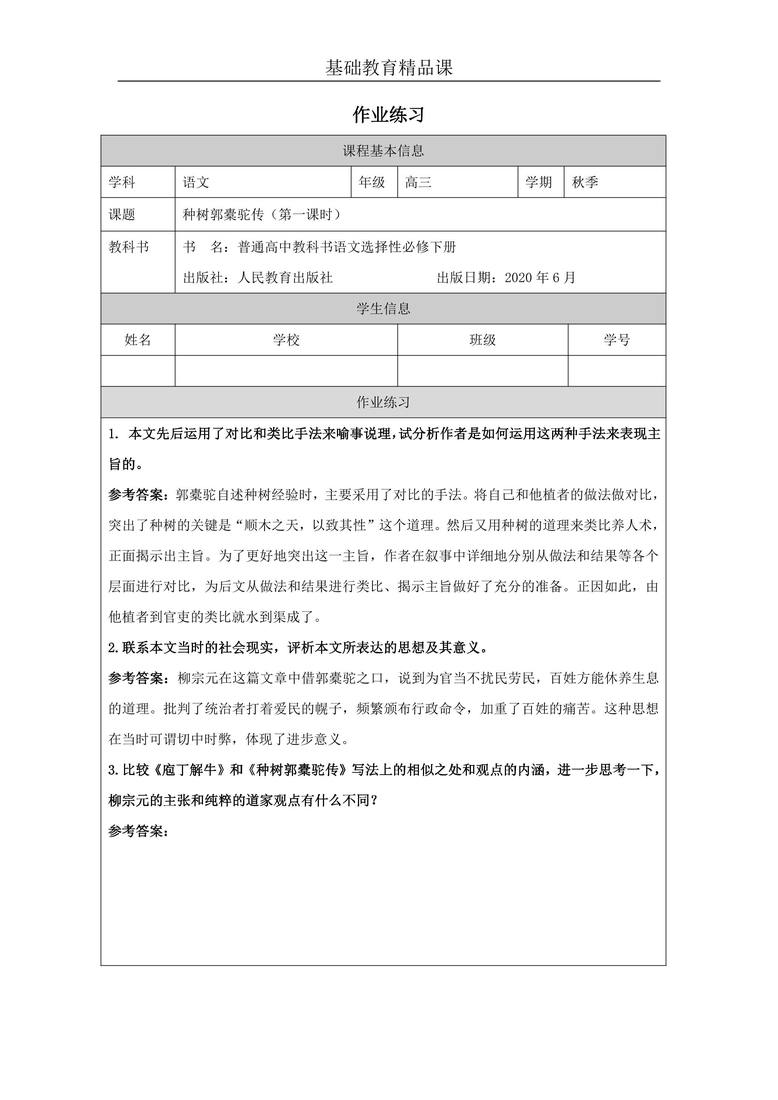 基础教育精品课
作业练习
课程基本信息
学科 语文 年级 高三 学期 秋季
课题 种树郭橐驼传（第一课时）
教科书 书 名：普通高中教科书语文选择性必修下册
出版社：人民教育出版社 出版日期：2020 年 6 月
学生信息
姓名 学校 班级 学号
作业练习
1. 本文先后运用了对比和类比手法来喻事说理，试分析作者是如何运用这两种手法来表现主
旨的。
参考答案：郭橐驼自述种树经验时，主要采用了对比的手法。将自己和他植者的做法做对比，
突出了种树的关键是“顺木之天，以致其性”这个道理。然后又用种树的道理来类比养人术，
正面揭示出主旨。为了更好地突出这一主旨，作者在叙事中详细地分别从做法和结果等各个
层面进行对比，为后文从做法和结果进行类比、揭示主旨做好了充分的准备。正因如此，由
他植者到官吏的类比就水到渠成了。
2.联系本文当时的社会现实，评析本文所表达的思想及其意义。
参考答案：柳宗元在这篇文章中借郭橐驼之口，说到为官当不扰民劳民，百姓方能休养生息
的道理。批判了统治者打着爱民的幌子，频繁颁布行政命令，加重了百姓的痛苦。这种思想
在当时可谓切中时弊，体现了进步意义。
3.比较《庖丁解牛》和《种树郭橐驼传》写法上的相似之处和观点的内涵，进一步思考一下，
柳宗元的主张和纯粹的道家观点有什么不同？
参考答案：